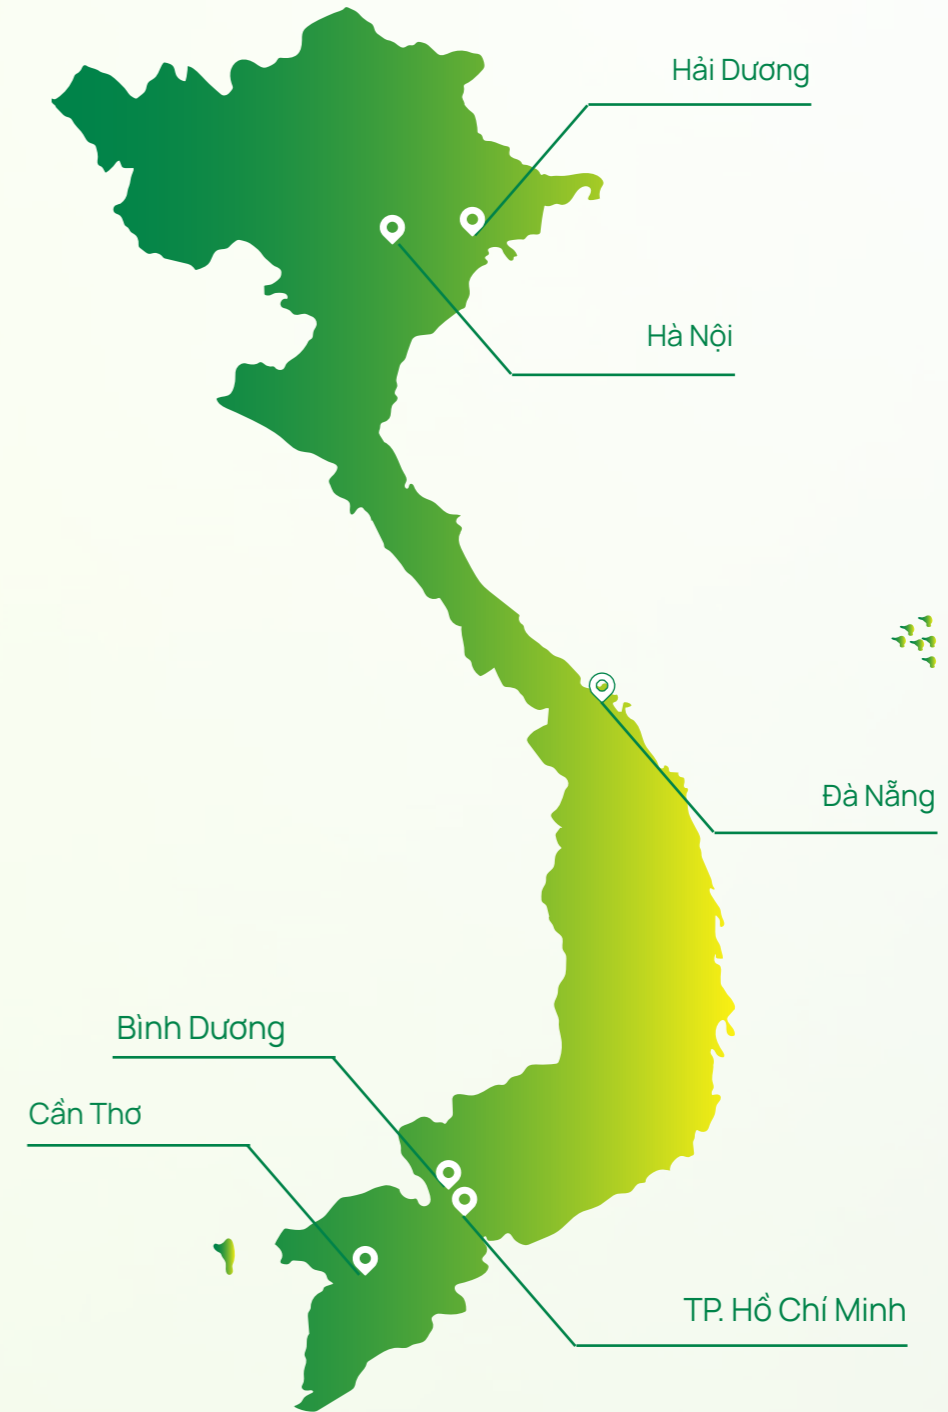 Hải Dương
Hà Nội
Đà Nẵng
Bình Dương
Cần Thơ
TP. Hồ Chí Minh